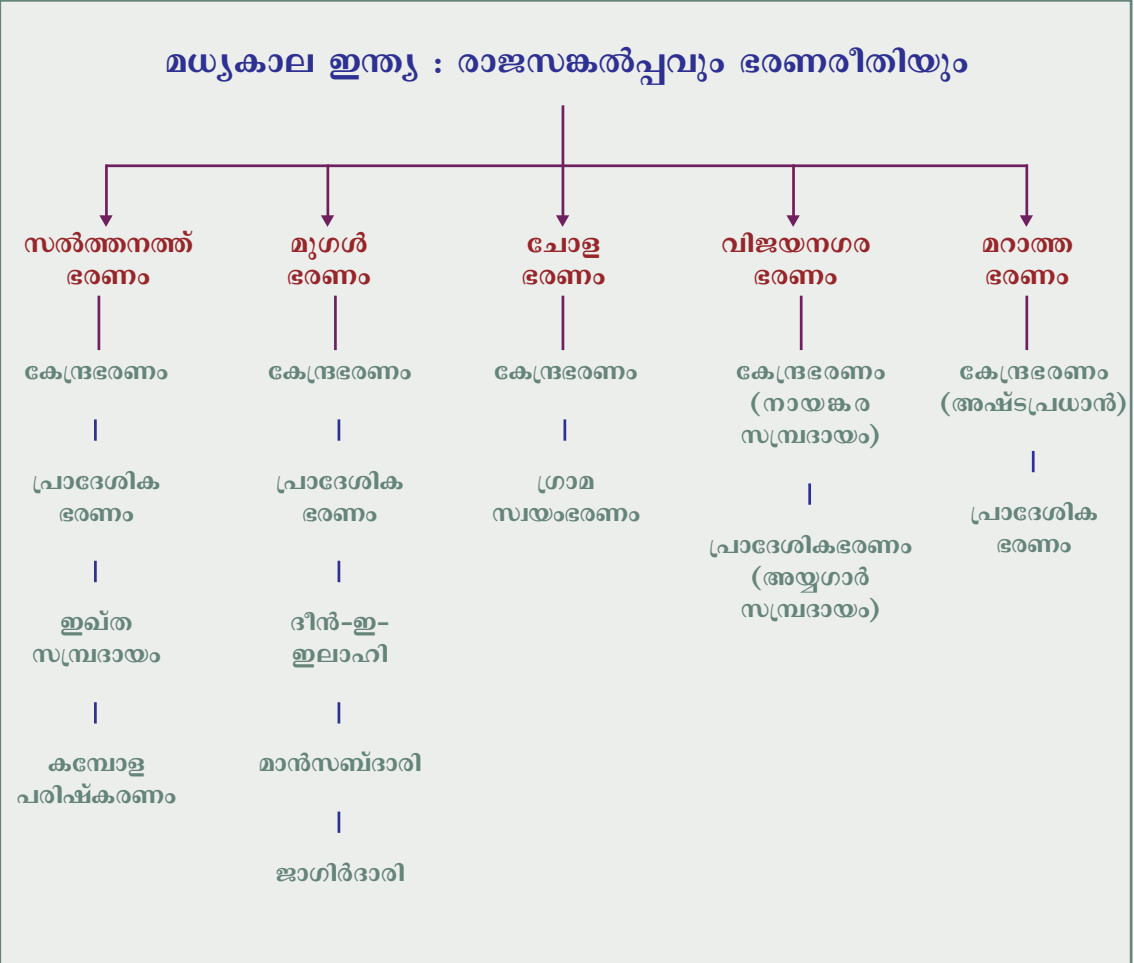 മധ്യകാല ഇന്ത്യ : രാജസങ്കൽപ്പവും ഭരണരീതിയും
സൽത്തനത്ത്
ഭരണം
കേന്ദ്രഭരണം
പ്രാദേശിക
ഭരണം
ഇഖ്ത
സമ്പ്രദായം
കമ്പോള
പരിഷ്കരണം
മുഗൾ
ഭരണം
കേന്ദ്രഭരണം
പ്രാദേശിക
ഭരണം
ദീൻ-ഇ-
ഇലാഹി
മാൻസബ്ദാരി
ജാഗിർദാരി
ചോള
ഭരണം
കേന്ദ്രഭരണം
ഗ്രാമ
സ്വയംഭരണം
വിജയനഗര
ഭരണം
കേന്ദ്രഭരണം
(നായങ്കര
സമ്പ്രദായം)
പ്രാദേശികഭരണം
(അയ്യഗാർ
സമ്പ്രദായം)
മറാത്ത
ഭരണം
കേന്ദ്രഭരണം
(അഷ്ടപ്രധാൻ)
പ്രാദേശിക
ഭരണം